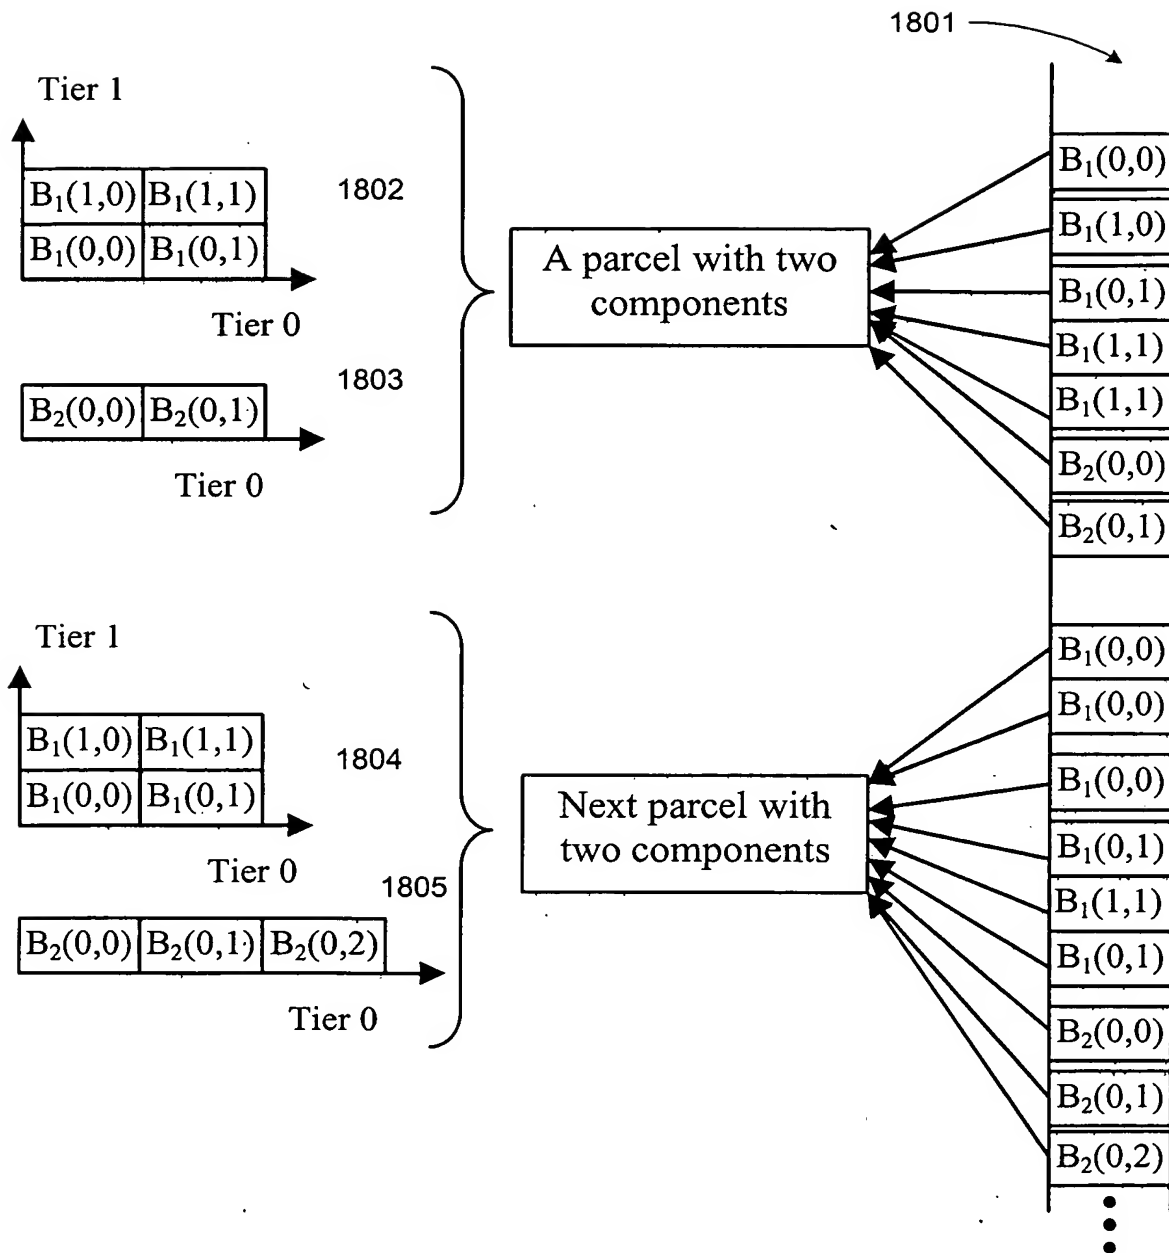 1801
Tier 1
B₁(1,0) B₁(1,1)
B₁(0,0) B₁(0,1)
Tier 0
1802
B₂(0,0) B₂(0,1)
Tier 0
1803
A parcel with two
components
B₁(0,0)
B₁(1,0)
B₁(0,1)
B₁(1,1)
B₁(1,1)
B₂(0,0)
B₂(0,1)
Tier 1
B₁(1,0) B₁(1,1)
B₁(0,0) B₁(0,1)
Tier 0
1804
1805
B₂(0,0) B₂(0,1) B₂(0,2)
Tier 0
Next parcel with
two components
B₁(0,0)
B₁(0,0)
B₁(0,0)
B₁(0,1)
B₁(1,1)
B₁(0,1)
B₂(0,0)
B₂(0,1)
B₂(0,2)